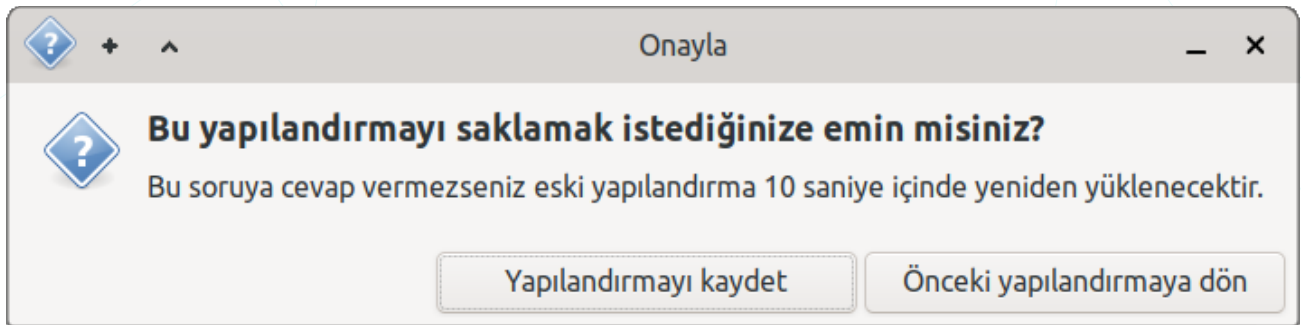 Onayla
Bu yapılandırmayı saklamak istediğinize emin misiniz?
Bu soruya cevap vermezseniz eski yapılandırma 10 saniye içinde yeniden yüklenecektir.
Yapılandırmayı kaydet
Önceki yapılandırmaya dön